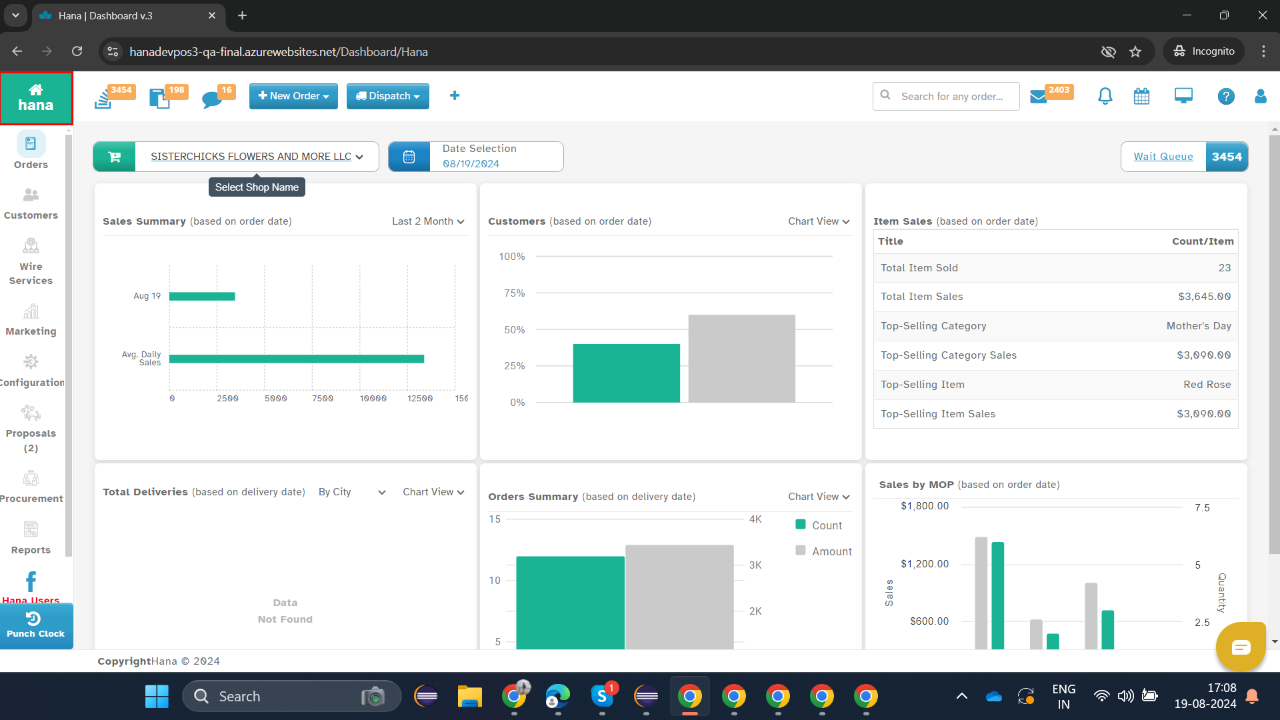 Hana | Dashboard v.3
hanadevpos3-qa-final.azurewebsites.net/Dashboard/Hana
Incognito
hana
3454
198
16
New Order
Dispatch
Search for any order...
2403
Orders
Customers
Wire
Services
Marketing
Configuration
Proposals
(2)
Procurement
Reports
Hana Users
Punch Clock
SISTERCHICKS FLOWERS AND MORE LLC
Select Shop Name
Date Selection
08/19/2024
Wait Queue
3454
Sales Summary (based on order date)
Last 2 Month
Aug 19
Avg. Daily
Sales
0 2500 5000 7500 10000 12500 150
Customers (based on order date)
Chart View
100%
75%
50%
25%
0%
Item Sales (based on order date)
Title Count/Item
Total Item Sold 23
Total Item Sales $3,645.00
Top-Selling Category Mother's Day
Top-Selling Category Sales $3,090.00
Top-Selling Item Red Rose
Top-Selling Item Sales $3,090.00
Total Deliveries (based on delivery date)
By City
Chart View
Data
Not Found
Orders Summary (based on delivery date)
Chart View
15
10
5
4K
3K
2K
Count
Amount
Sales by MOP (based on order date)
$1,800.00
$1,200.00
$600.00
Sales
7.5
5
2.5
Quantity
CopyrightHana © 2024
Search
1
ENG
IN
17:08
19-08-2024